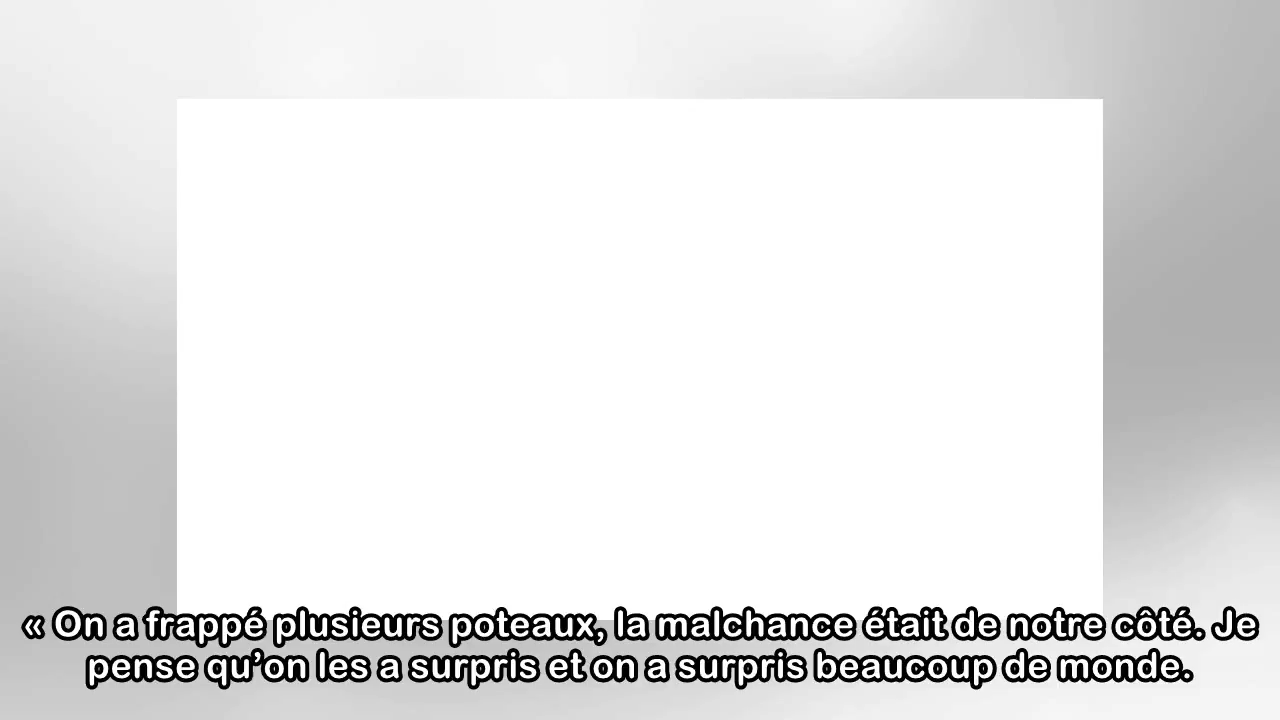 « On a frappé plusieurs poteaux, la malchance était de notre côté. Je
pense qu’on les a surpris et on a surpris beaucoup de monde.